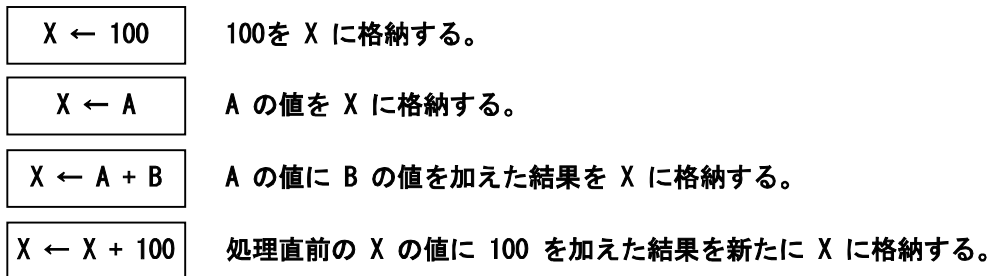 X ← 100 100を X に格納する。
X ← A A の値を X に格納する。
X ← A + B A の値に B の値を加えた結果を X に格納する。
X ← X + 100 処理直前の X の値に 100 を加えた結果を新たに X に格納する。